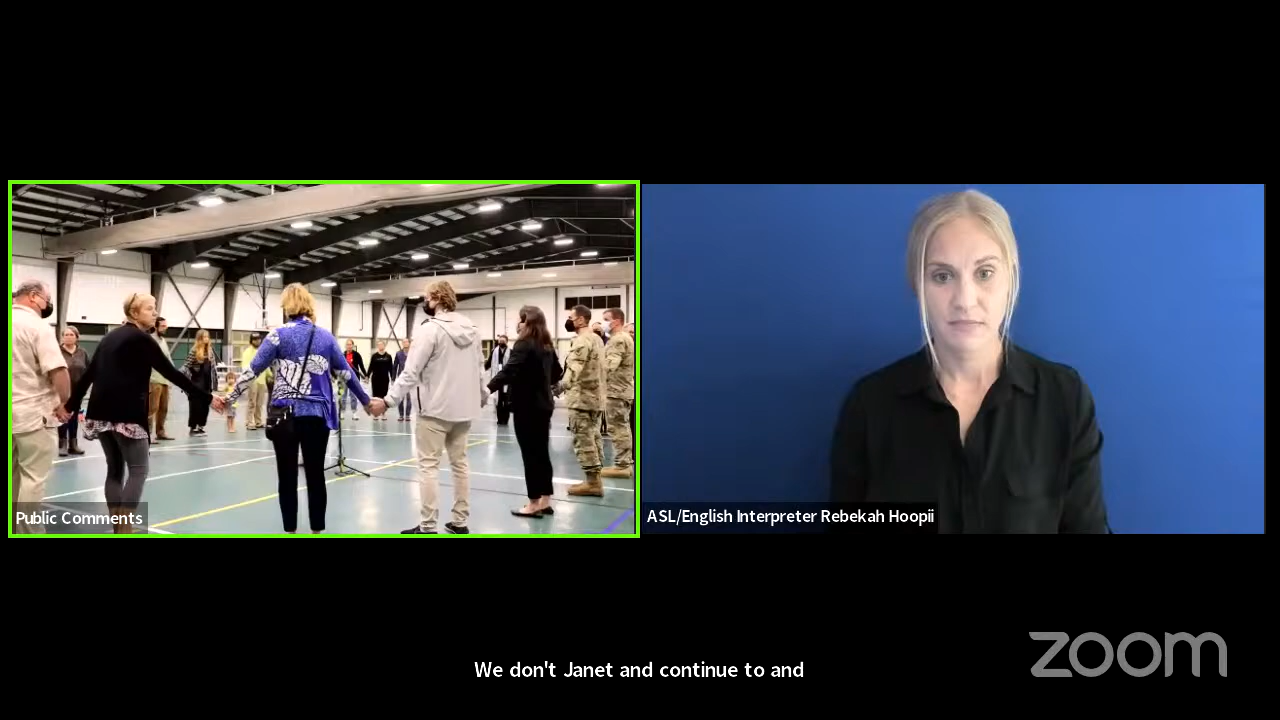 Public Comments
ASL/English Interpreter Rebekah Hoopii
We don't Janet and continue to and
zoom